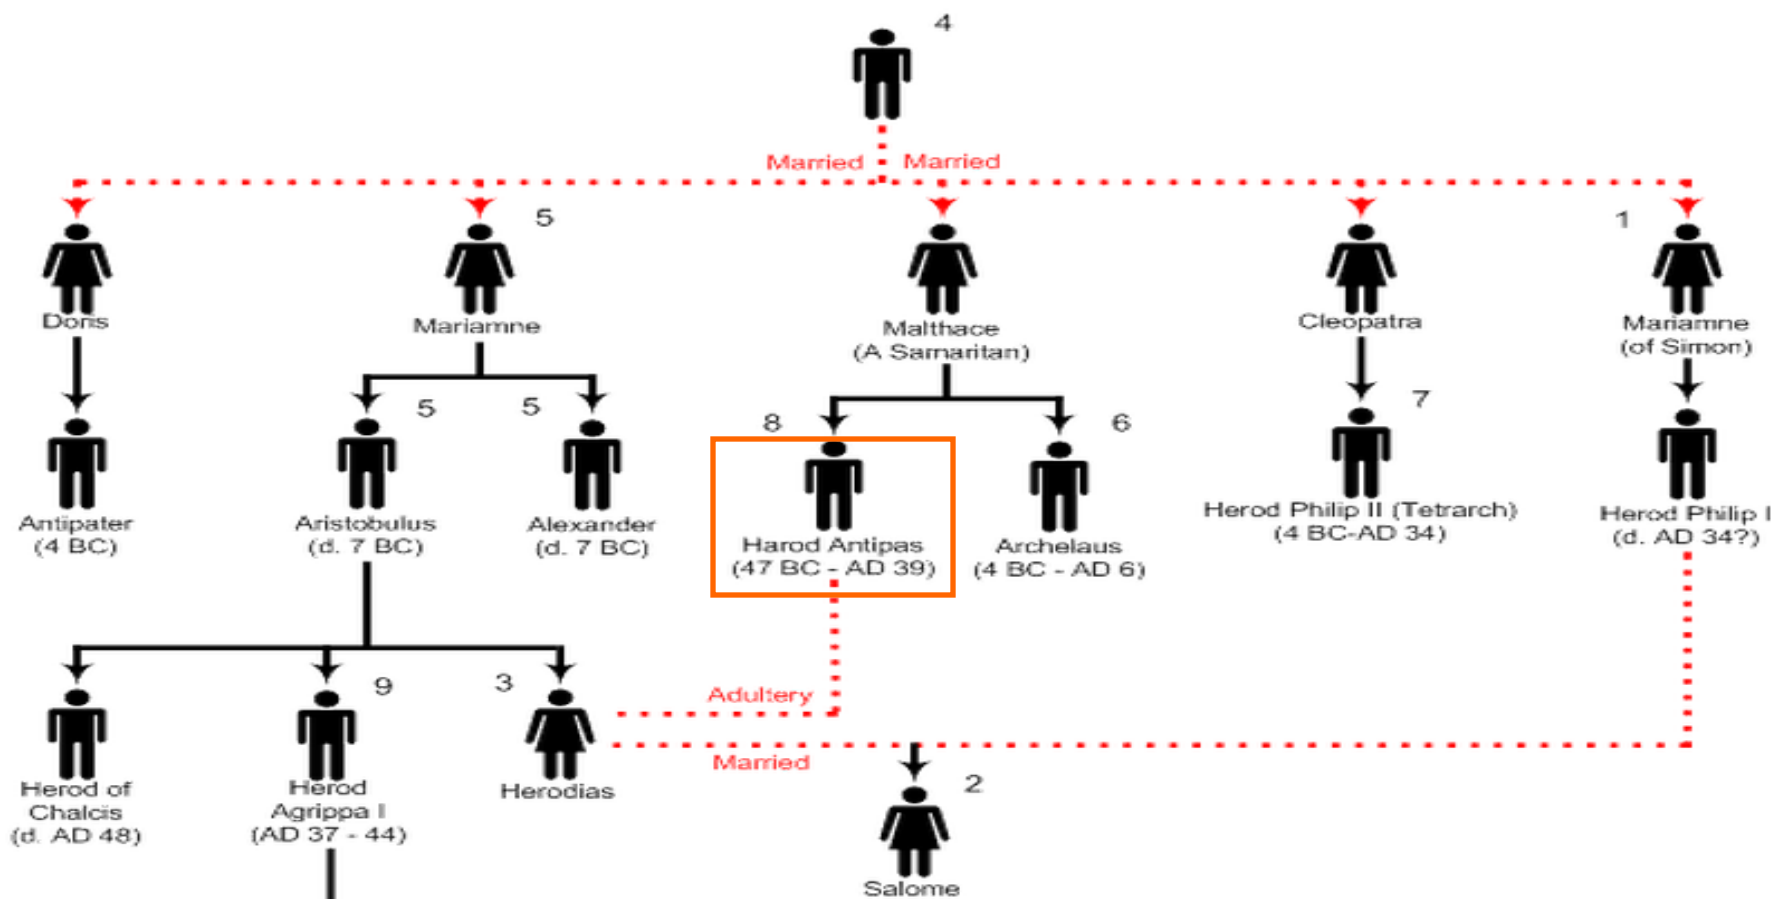 4
Married Married
5
1
Doris
Mariamne
Malthace
(A Samaritan)
Cleopatra
Mariamne
(of Simon)
5
5
8
6
7
Antipater
(4 BC)
Aristobulus
(d. 7 BC)
Alexander
(d. 7 BC)
Harod Antipas
(47 BC - AD 39)
Archelaus
(4 BC - AD 6)
Herod Philip II (Tetrarch)
(4 BC-AD 34)
Herod Philip I
(d. AD 34?)
9
3
Adultery
Married
2
Herod of
Chalcis
(d. AD 48)
Herod
Agrippa I
(AD 37 - 44)
Herodias
Salome